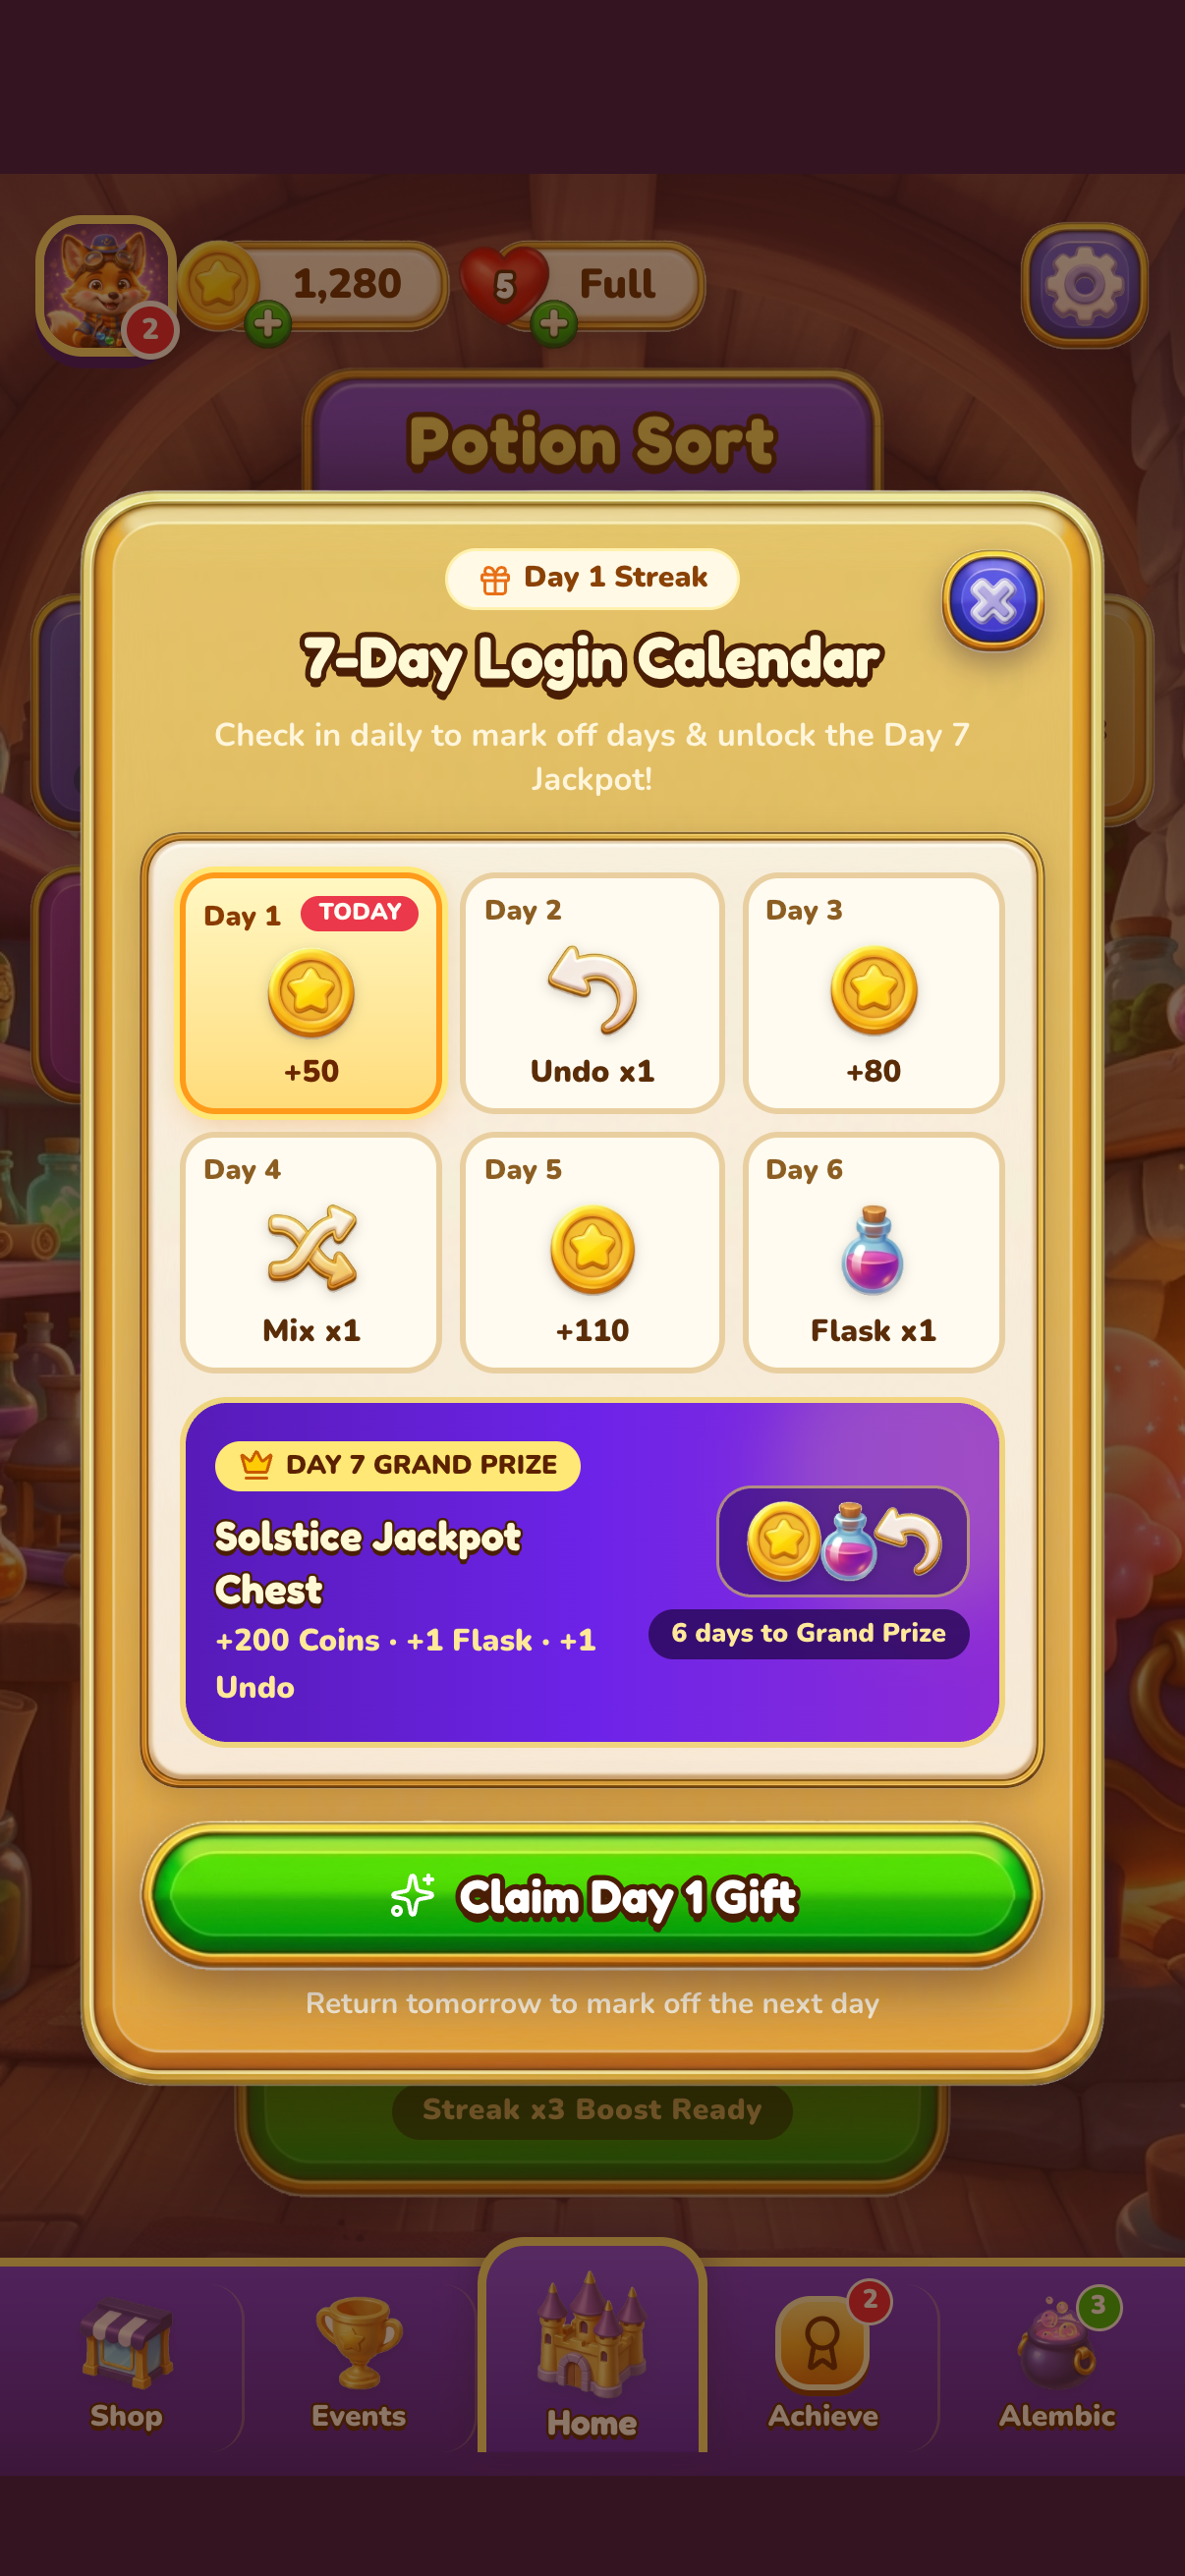 2
1,280
5
Full
Potion Sort
Day 1 Streak
7-Day Login Calendar
Check in daily to mark off days & unlock the Day 7
Jackpot!
Day 1
TODAY
+50
Day 2
Undo x1
Day 3
+80
Day 4
Mix x1
Day 5
+110
Day 6
Flask x1
DAY 7 GRAND PRIZE
Solstice Jackpot
Chest
+200 Coins · +1 Flask · +1
Undo
6 days to Grand Prize
Claim Day 1 Gift
Return tomorrow to mark off the next day
Streak x3 Boost Ready
Shop
Events
Home
2
Achieve
3
Alembic